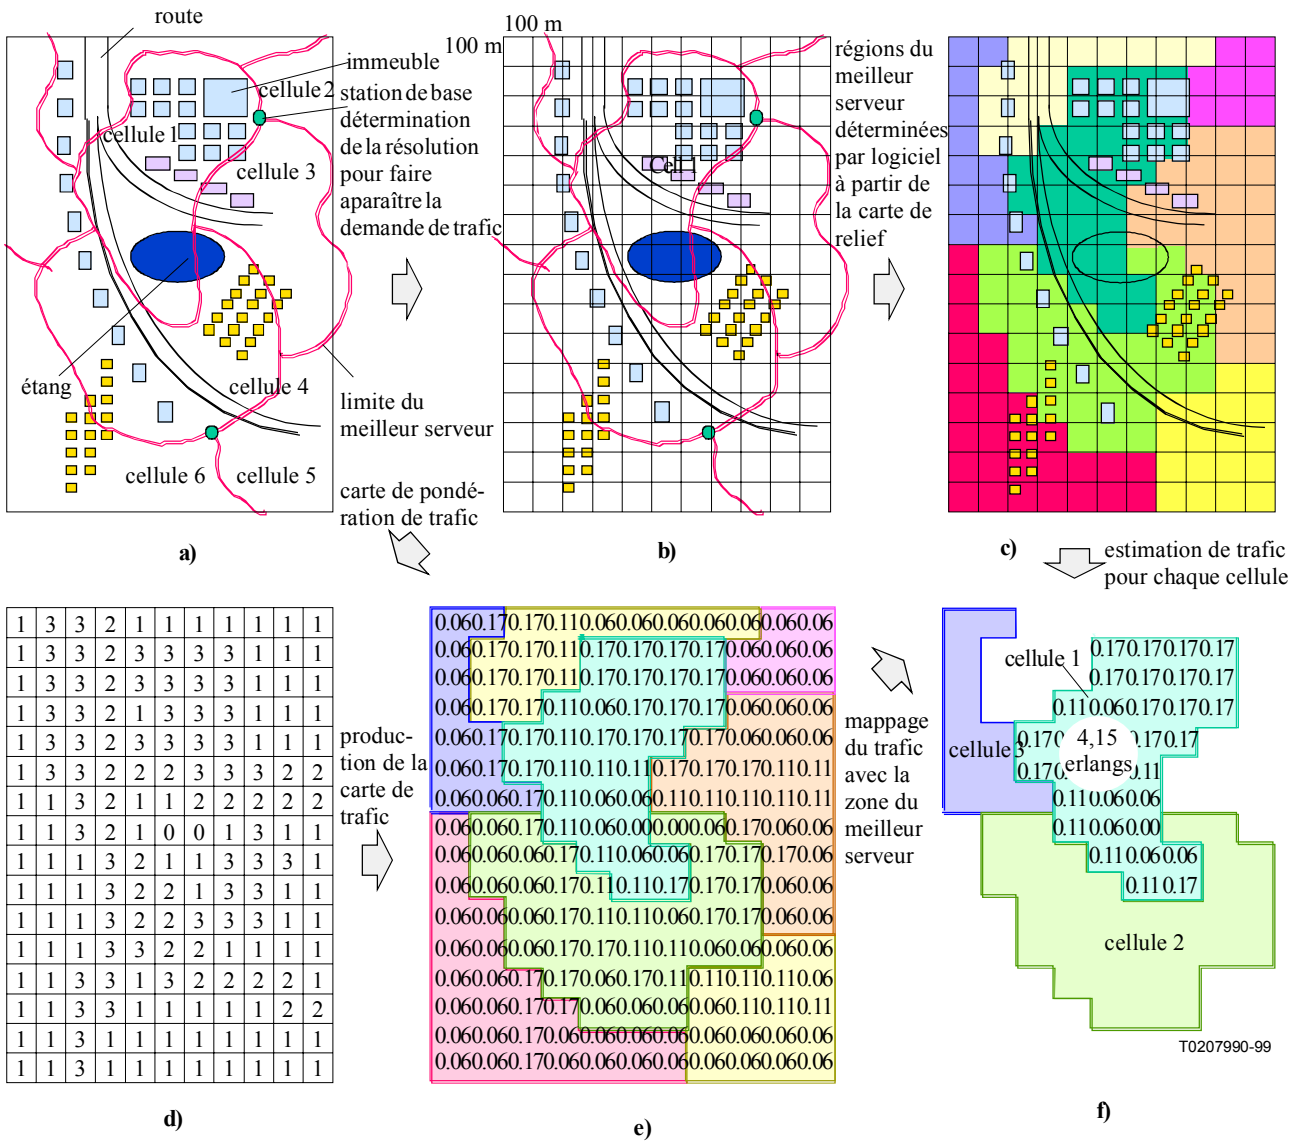 route
100 m
100 m
immeuble
cellule 2
station de base
détermination
de la résolution
pour faire
aparaître la
demande de trafic
cellule 1
cellule 3
étang
cellule 4
limite du
meilleur serveur
cellule 6
cellule 5
a)
Cell 1
b)
régions du
meilleur
serveur
déterminées
par logiciel
à partir de
la carte de
relief
c)
carte de pondé-
ration de trafic
estimation de trafic
pour chaque cellule
1 3 3 2 1 1 1 1 1 1 1
1 3 3 2 3 3 3 3 1 1 1
1 3 3 2 3 3 3 3 1 1 1
1 3 3 2 1 3 3 3 1 1 1
1 3 3 2 3 3 3 3 1 1 1
1 3 3 2 2 2 3 3 3 2 2
1 1 3 2 1 1 2 2 2 2 2
1 1 3 2 1 0 0 1 3 1 1
1 1 1 3 2 1 1 3 3 3 1
1 1 1 3 2 2 1 3 3 1 1
1 1 1 3 2 2 3 3 3 1 1
1 1 1 3 3 2 2 1 1 1 1
1 1 3 3 1 3 2 2 2 2 1
1 1 3 3 1 1 1 1 1 2 2
1 1 3 1 1 1 1 1 1 1 1
1 1 3 1 1 1 1 1 1 1 1
d)
produc-
tion de la
carte de
trafic
0.06 0.17 0.17 0.11 0.06 0.06 0.06 0.06 0.06 0.06 0.06
0.06 0.17 0.17 0.11 0.17 0.17 0.17 0.17 0.06 0.06 0.06
0.06 0.17 0.17 0.11 0.17 0.17 0.17 0.17 0.06 0.06 0.06
0.06 0.17 0.17 0.11 0.06 0.17 0.17 0.17 0.06 0.06 0.06
0.06 0.17 0.17 0.11 0.17 0.17 0.17 0.17 0.06 0.06 0.06
0.06 0.17 0.17 0.11 0.11 0.11 0.17 0.17 0.17 0.11 0.11
0.06 0.06 0.17 0.11 0.06 0.06 0.11 0.11 0.11 0.11 0.11
0.06 0.06 0.17 0.11 0.06 0.00 0.00 0.06 0.17 0.06 0.06
0.06 0.06 0.06 0.17 0.11 0.06 0.06 0.17 0.17 0.17 0.06
0.06 0.06 0.06 0.17 0.11 0.11 0.17 0.17 0.17 0.06 0.06
0.06 0.06 0.06 0.17 0.11 0.11 0.06 0.17 0.17 0.06 0.06
0.06 0.06 0.06 0.17 0.17 0.11 0.11 0.06 0.06 0.06 0.06
0.06 0.06 0.17 0.17 0.06 0.17 0.11 0.11 0.11 0.11 0.06
0.06 0.06 0.17 0.17 0.06 0.06 0.06 0.06 0.11 0.11
0.06 0.06 0.17 0.06 0.06 0.06 0.06 0.06 0.06 0.06 0.06
0.06 0.06 0.17 0.06 0.06 0.06 0.06 0.06 0.06 0.06 0.06
e)
mappage
du trafic
avec la
zone du
meilleur
serveur
cellule 1
0.17 0.17 0.17 0.17
0.17 0.17 0.17 0.17
0.11 0.06 0.17 0.17 0.17
0.17 0.17
0.11
0.11 0.06 0.06
0.11 0.06 0.00
0.11 0.06 0.06
0.11 0.17
cellule 3
4,15
erlangs
cellule 2
T0207990-99
f)